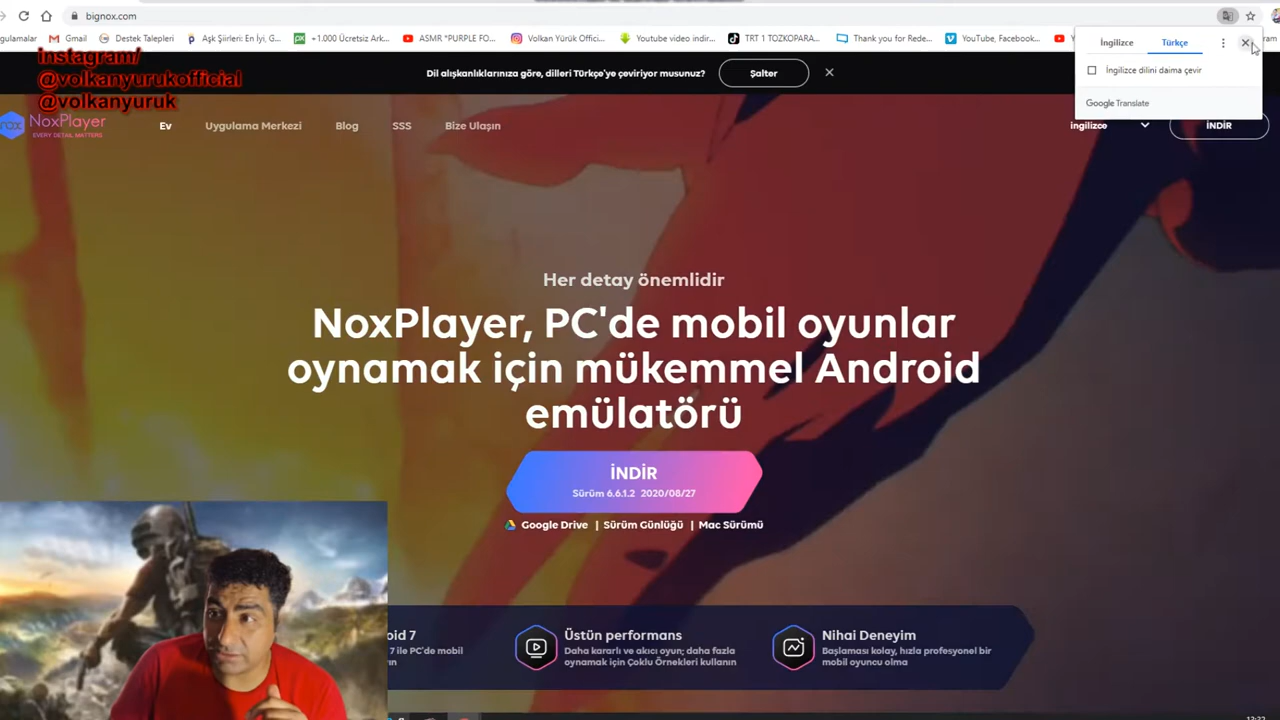 bignox.com
Gmail
Destek Talepleri
Aşk Şiirleri: En İyi, G...
+1.000 Ücretsiz Ark...
ASMR "PURPLE FO...
Volkan Yürük Offici...
Youtube video indir...
TRT 1 TOZKOPARA...
Thank you for Rede...
YouTube, Facebook...
instagram/
@volkanyurukofficial
@volkanyuruk
İngilizce
Türkçe
İngilizce dilini daima çevir
Google Translate
Dil alışkanlıklarınıza göre, dilleri Türkçe'ye çeviriyor musunuz?
Şalter
NoxPlayer
EVERY DETAIL MATTERS
Ev
Uygulama Merkezi
Blog
SSS
Bize Ulaşın
İngilizce
İNDİR
Her detay önemlidir
NoxPlayer, PC'de mobil oyunlar
oynamak için mükemmel Android
emülatörü
İNDİR
Sürüm 6.6.1.2 2020/08/27
Google Drive | Sürüm Günlüğü | Mac Sürümü
Üstün performans
Daha kararlı ve akıcı oyun; daha fazla
oynamak için Çoklu Örnekleri kullanın
Nihai Deneyim
Başlaması kolay, hızla profesyonel bir
mobil oyuncu olma
7 ile PC'de mobil